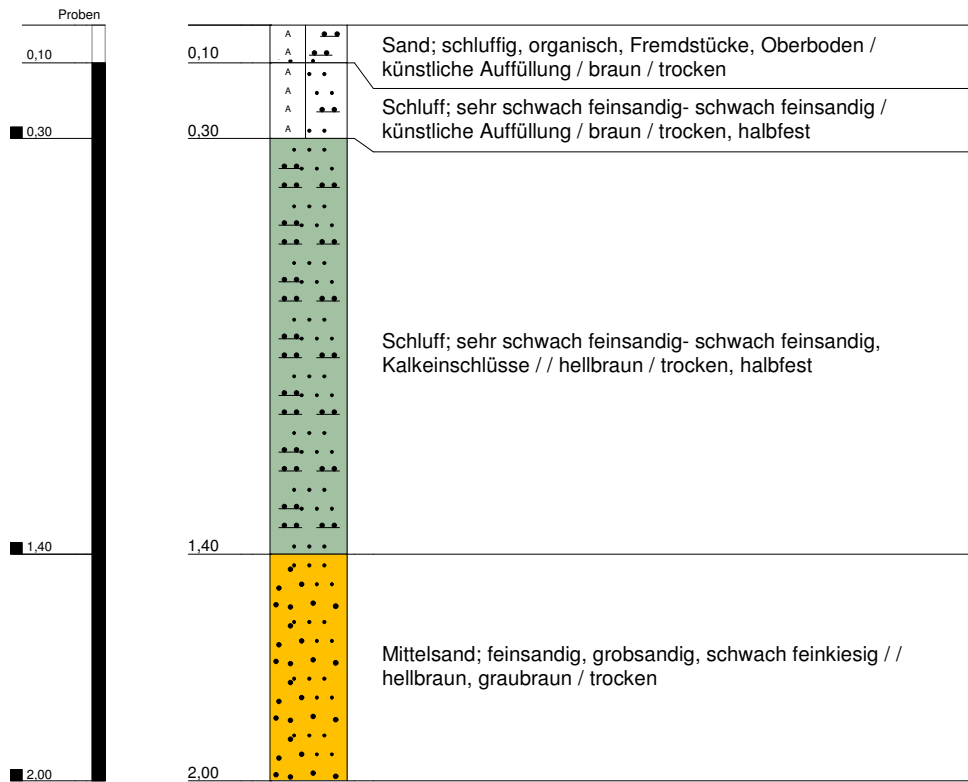 Proben
0,10
0,10
A
A
Sand; schluffig, organisch, Fremdstücke, Oberboden /
künstliche Auffüllung / braun / trocken
0,30
0,30
A
A
A
A
Schluff; sehr schwach feinsandig- schwach feinsandig /
künstliche Auffüllung / braun / trocken, halbfest
Schluff; sehr schwach feinsandig- schwach feinsandig,
Kalkeinschlüsse / / hellbraun / trocken, halbfest
1,40
1,40
Mittelsand; feinsandig, grobsandig, schwach feinkiesig / /
hellbraun, graubraun / trocken
2,00
2,00